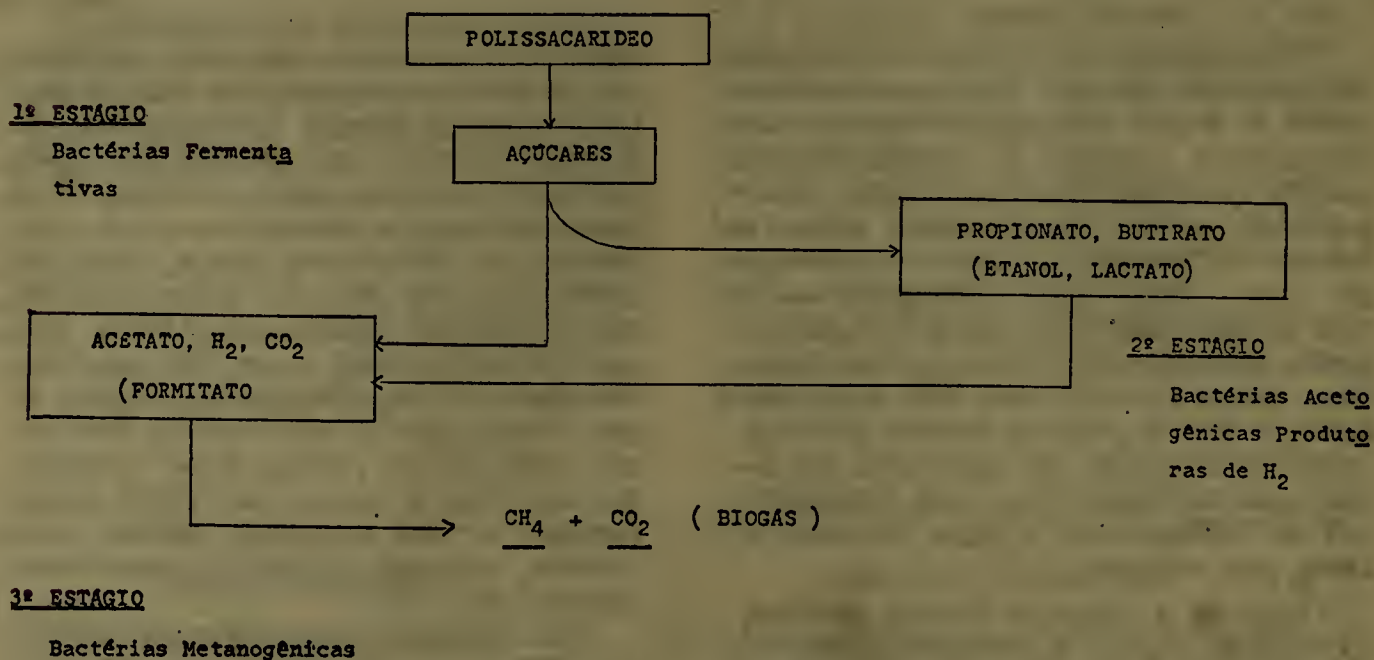 POLISSACARIDEO
1º ESTÁGIO
Bactérias Fermenta
tivas
AÇÚCARES
PROPIONATO, BUTIRATO
(ETANOL, LACTATO)
ACETATO, H₂, CO₂
(FORMITATO
2º ESTÁGIO
Bactérias Aceto
gênicas Produto
ras de H₂
CH₄ + CO₂ ( BIOGÁS )
3º ESTÁGIO
Bactérias Metanogênicas